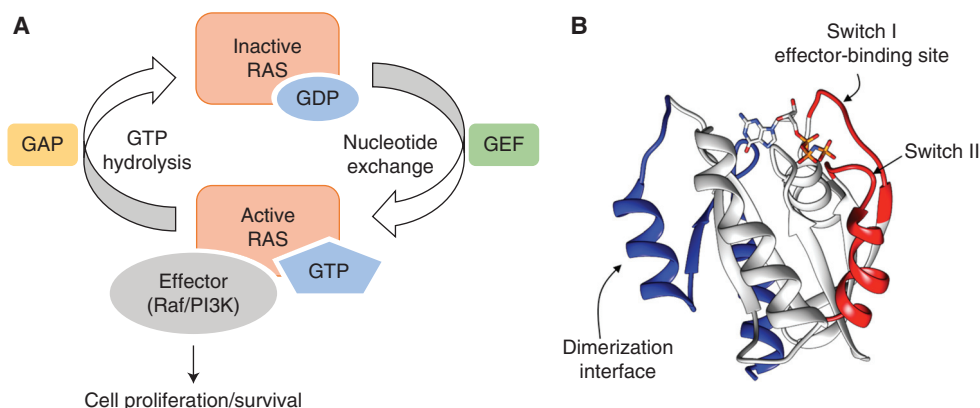 A
Inactive
RAS
GDP
GAP
GTP
hydrolysis
Nucleotide
exchange
GEF
Active
RAS
GTP
Effector
(Raf/PI3K)
Cell proliferation/survival
B
Switch I
effector-binding site
Switch II
Dimerization
interface